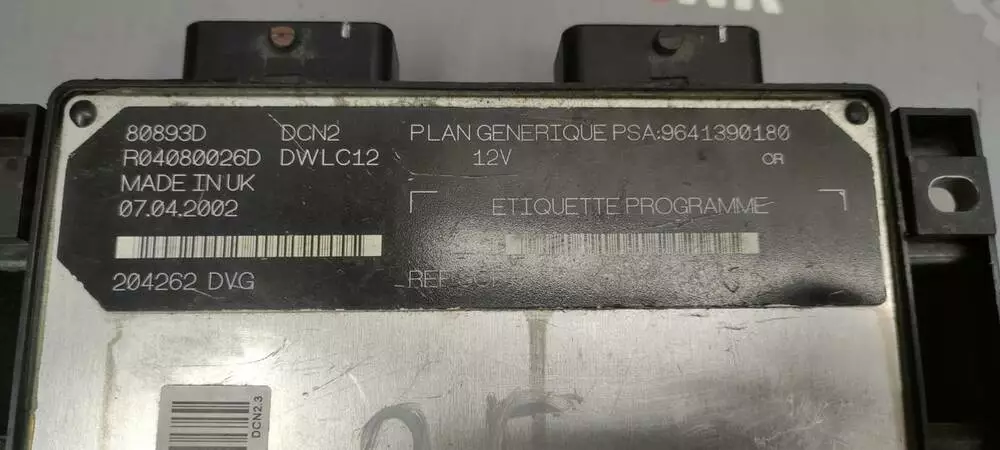 80893D DCN2 PLAN GENERIQUE PSA:9641390180
R04080026D DWLC12 12V OR
MADE IN UK
07.04.2002
ETIQUETTE PROGRAMME
204262 DVG
REF
DCN2.3